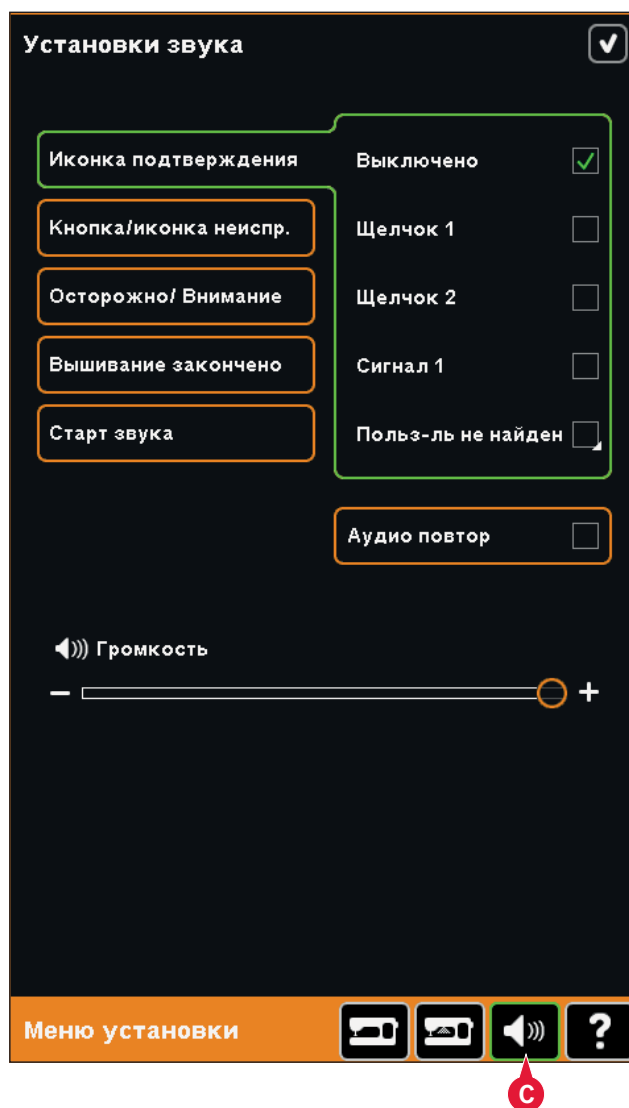 Установки звука
Иконка подтверждения
Кнопка/иконка неиспр.
Осторожно/ Внимание
Вышивание закончено
Старт звука
Выключено
Щелчок 1
Щелчок 2
Сигнал 1
Польз-ль не найден
Аудио повтор
Громкость
− +
Меню установки
?
C